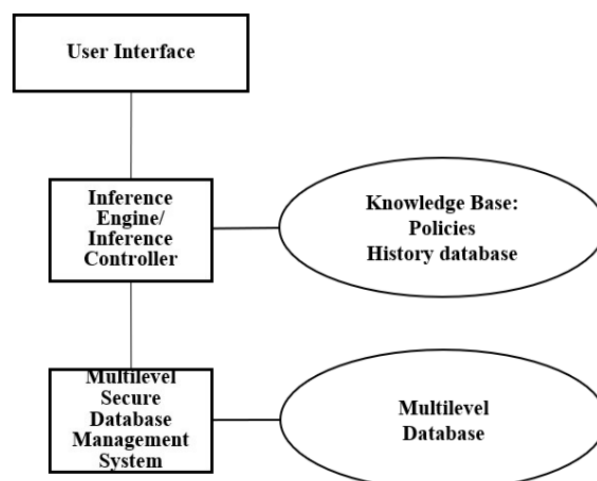 User Interface
Inference
Engine/
Inference
Controller
Knowledge Base:
Policies
History database
Multilevel
Secure
Database
Management
System
Multilevel
Database